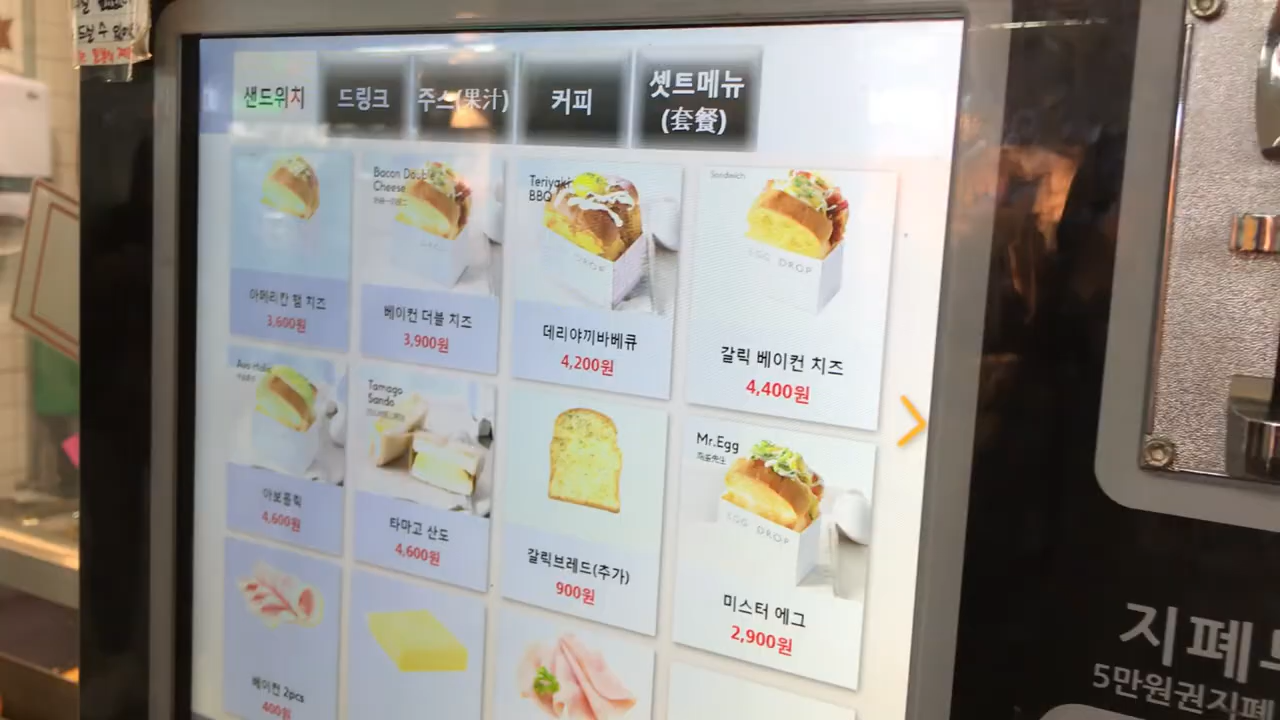 샌드위치
드링크
주스(果汁)
커피
셋트메뉴
(套餐)
Bacon Double
Cheese
Teriyaki
BBQ
Sandwich
DROP
EGG DROP
아메리칸 햄 치즈
3,600원
베이컨 더블 치즈
3,900원
데리야끼바베큐
4,200원
갈릭 베이컨 치즈
4,400원
Tamago
Sando
Mr.Egg
EGG DROP
아보홀릭
4,600원
타마고 산도
4,600원
갈릭브레드(추가)
900원
미스터 에그
2,900원
베이컨 2pcs
400원
지폐
5만원권지폐